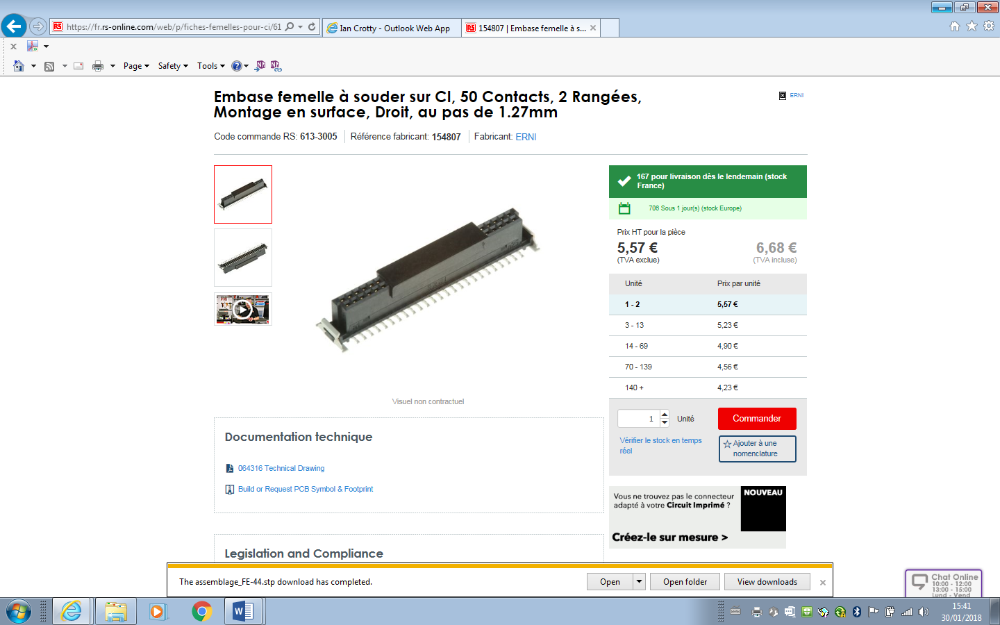 https://fr.rs-online.com/web/p/fiches-femelles-pour-ci/61
Ian Crotty - Outlook Web App
154807 | Embase femelle à s...
Page
Safety
Tools
Embase femelle à souder sur CI, 50 Contacts, 2 Rangées,
Montage en surface, Droit, au pas de 1.27mm
ERNI
Code commande RS: 613-3005
Référence fabricant: 154807
Fabricant: ERNI
167 pour livraison dès le lendemain (stock
France)
706 Sous 1 jour(s) (stock Europe)
Prix HT pour la pièce
5,57 €
6,68 €
(TVA exclue)
(TVA incluse)
Unité
Prix par unité
1 - 2
5,57 €
3 - 13
5,23 €
14 - 69
4,90 €
70 - 139
4,56 €
140 +
4,23 €
Visuel non contractuel
1
Unité
Commander
Vérifier le stock en temps
réel
Ajouter à une
nomenclature
Documentation technique
064316 Technical Drawing
Build or Request PCB Symbol & Footprint
Vous ne trouvez pas le connecteur
adapté à votre Circuit Imprimé ?
NOUVEAU
Créez-le sur mesure >
Legislation and Compliance
The assemblage_FE-44.stp download has completed.
Open
Open folder
View downloads
Chat Online
10:00 - 12:00
13:00 - 15:00
Lund - Vend
15:41
30/01/2018